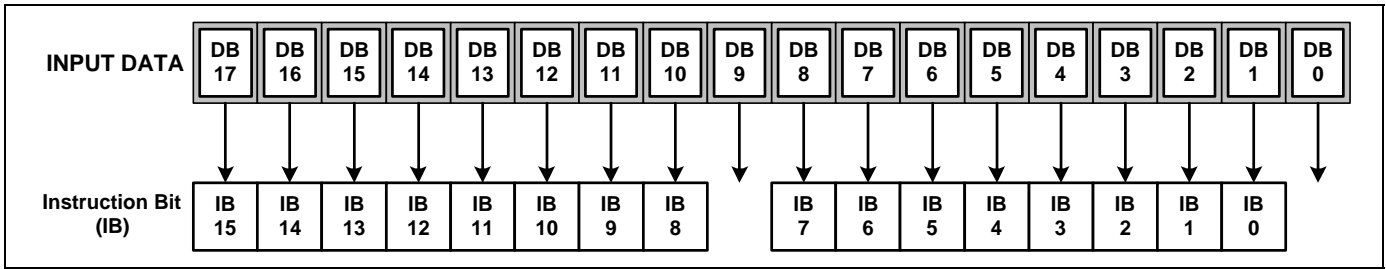 INPUT DATA
DB DB DB DB DB DB DB DB DB DB DB DB DB DB DB DB DB DB
17 16 15 14 13 12 11 10 9 8 7 6 5 4 3 2 1 0
Instruction Bit
(IB)
IB IB IB IB IB IB IB IB IB IB IB IB IB IB IB IB
15 14 13 12 11 10 9 8 7 6 5 4 3 2 1 0